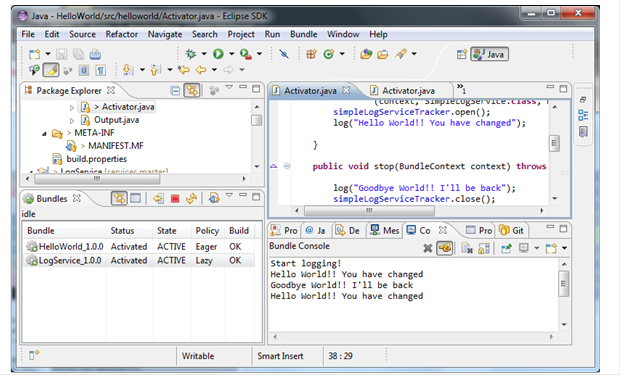 Java - HelloWorld/src/helloworld/Activator.java - Eclipse SDK
File Edit Source Refactor Navigate Search Project Run Bundle Window Help
Java
Package Explorer
> Activator.java
Output.java
> META-INF
> MANIFEST.MF
build.properties
> LogService [services master]
Activator.java Activator.java »1
(context, SimpleLogService.class,
simpleLogServiceTracker.open();
log("Hello World!! You have changed");
}
public void stop(BundleContext context) throws
log("Goodbye World!! I'll be back");
simpleLogServiceTracker.close();
Bundles
idle
Bundle Status State Policy Build
HelloWorld_1.0.0 Activated ACTIVE Eager OK
LogService_1.0.0 Activated ACTIVE Lazy OK
Pro @ Ja De Mes Co Pro Git
Bundle Console
Start logging!
Hello World!! You have changed
Goodbye World!! I'll be back
Hello World!! You have changed
Writable Smart Insert 38 : 29